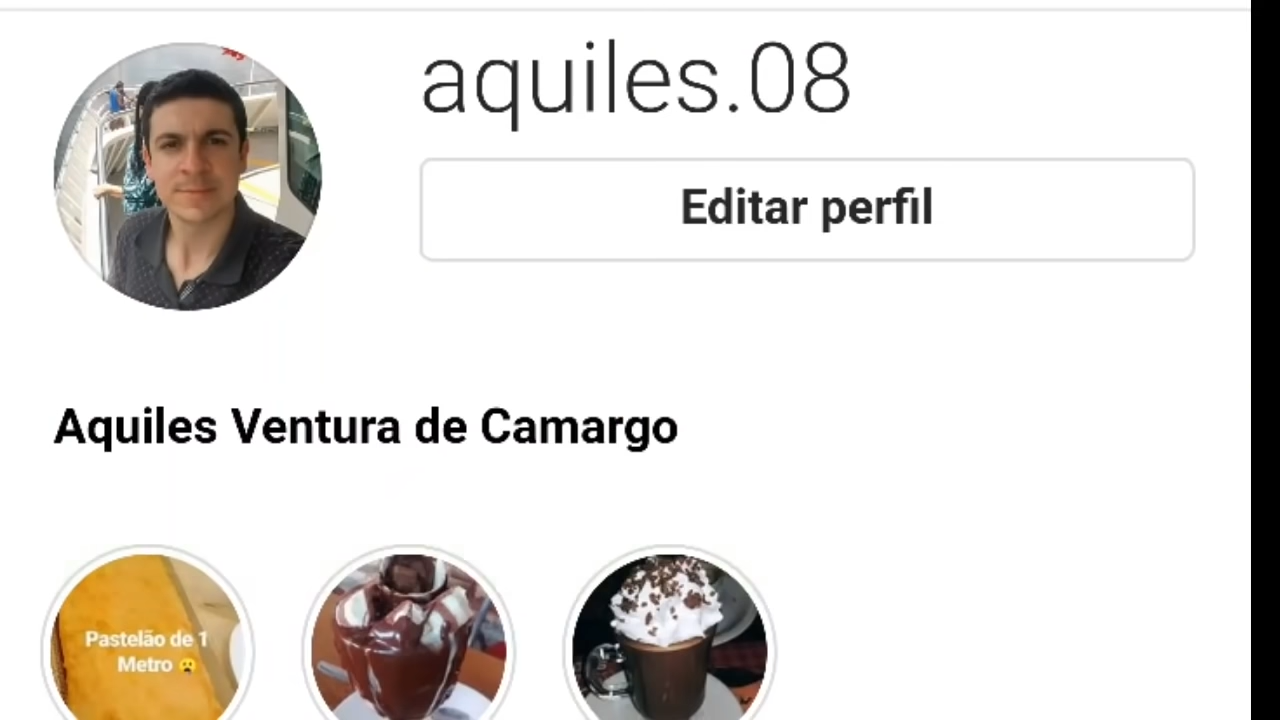 aquiles.08
Editar perfil
Aquiles Ventura de Camargo
Pastelão de 1
Metro 😧